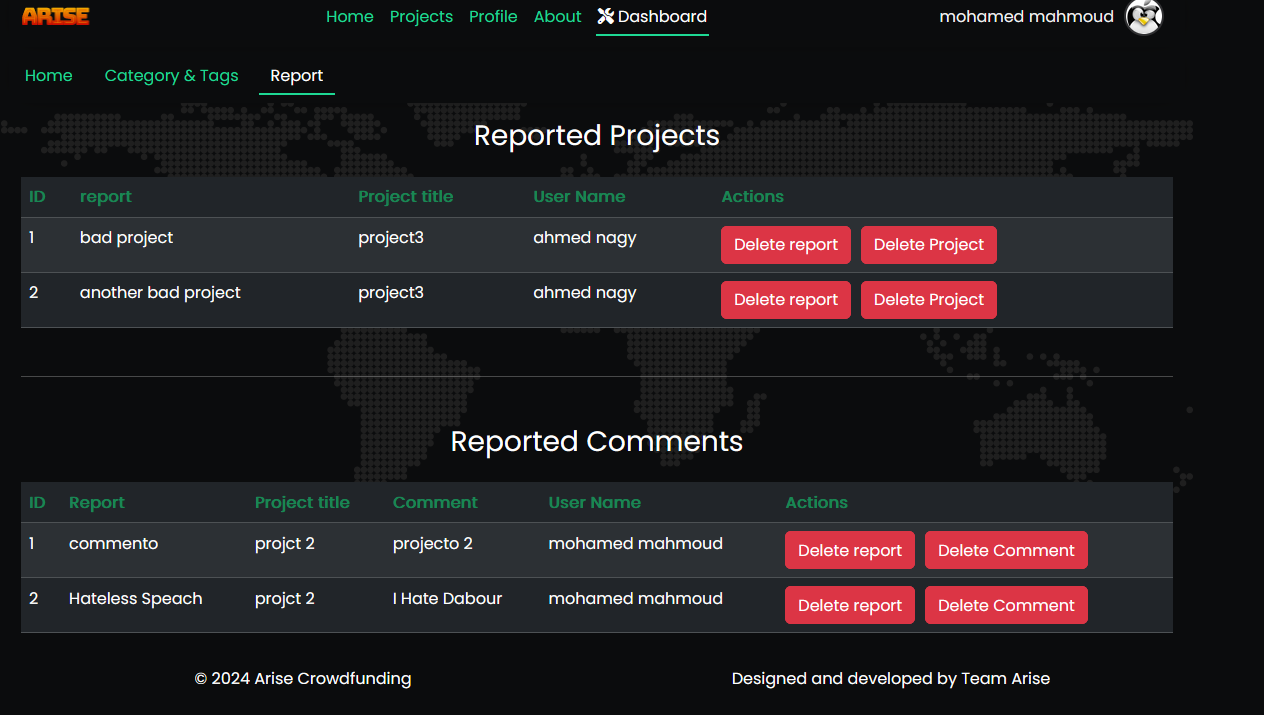 ARISE Home Projects Profile About Dashboard mohamed mahmoud
Home Category & Tags Report
Reported Projects
ID report Project title User Name Actions
1 bad project project3 ahmed nagy Delete report Delete Project
2 another bad project project3 ahmed nagy Delete report Delete Project
Reported Comments
ID Report Project title Comment User Name Actions
1 commento projct 2 projecto 2 mohamed mahmoud Delete report Delete Comment
2 Hateless Speach projct 2 I Hate Dabour mohamed mahmoud Delete report Delete Comment
© 2024 Arise Crowdfunding Designed and developed by Team Arise